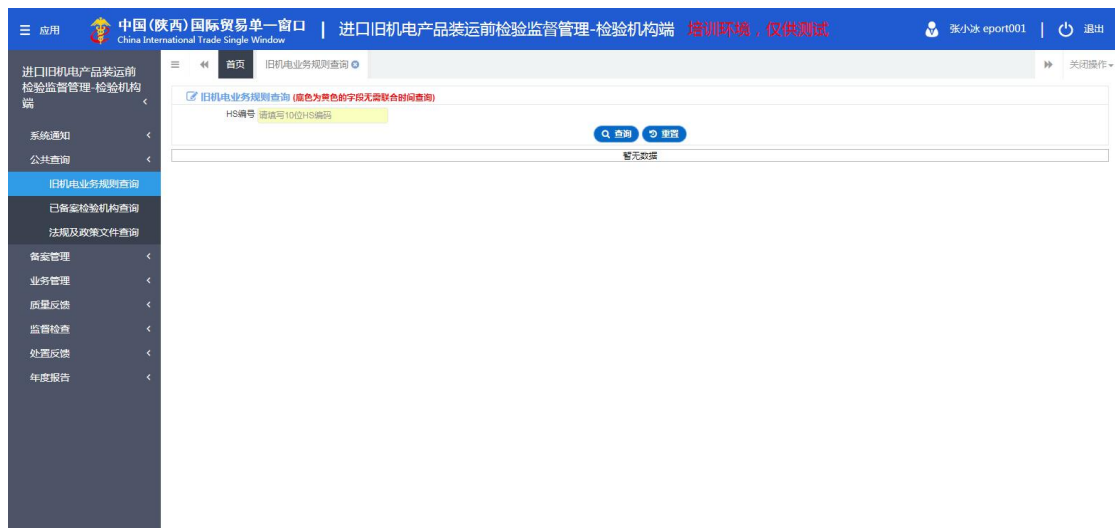 应用
中国(陕西)国际贸易单一窗口
China International Trade Single Window
进口旧机电产品装运前检验监督管理-检验机构端
培训环境，仅供测试
张小冰 eport001
退出
进口旧机电产品装运前
检验监督管理-检验机构
端
系统通知
公共查询
旧机电业务规则查询
已备案检验机构查询
法规及政策文件查询
备案管理
业务管理
质量反馈
监督检查
处置反馈
年度报告
首页
旧机电业务规则查询
关闭操作
旧机电业务规则查询 (底色为黄色的字段无需联合时间查询)
HS编号 请填写10位HS编码
查询 重置
暂无数据